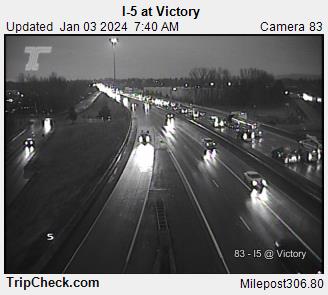 I-5 at Victory
Updated Jan 03 2024 7:40 AM Camera 83
S
83 - I5 @ Victory
TripCheck.com Milepost306.80